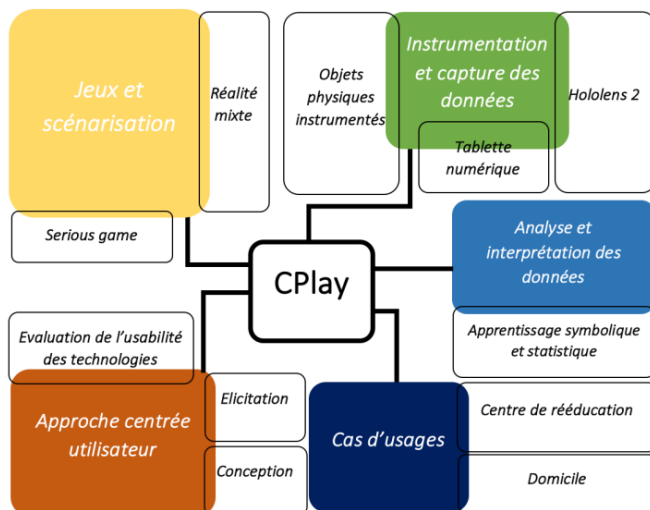 Jeux et
scénarisation
Réalité
mixte
Serious game
Objets
physiques
instrumentés
Instrumentation
et capture des
données
Tablette
numérique
Hololens 2
CPlay
Analyse et
interprétation des
données
Apprentissage symbolique
et statistique
Evaluation de l'usabilité
des technologies
Approche centrée
utilisateur
Elicitation
Conception
Cas d'usages
Centre de rééducation
Domicile